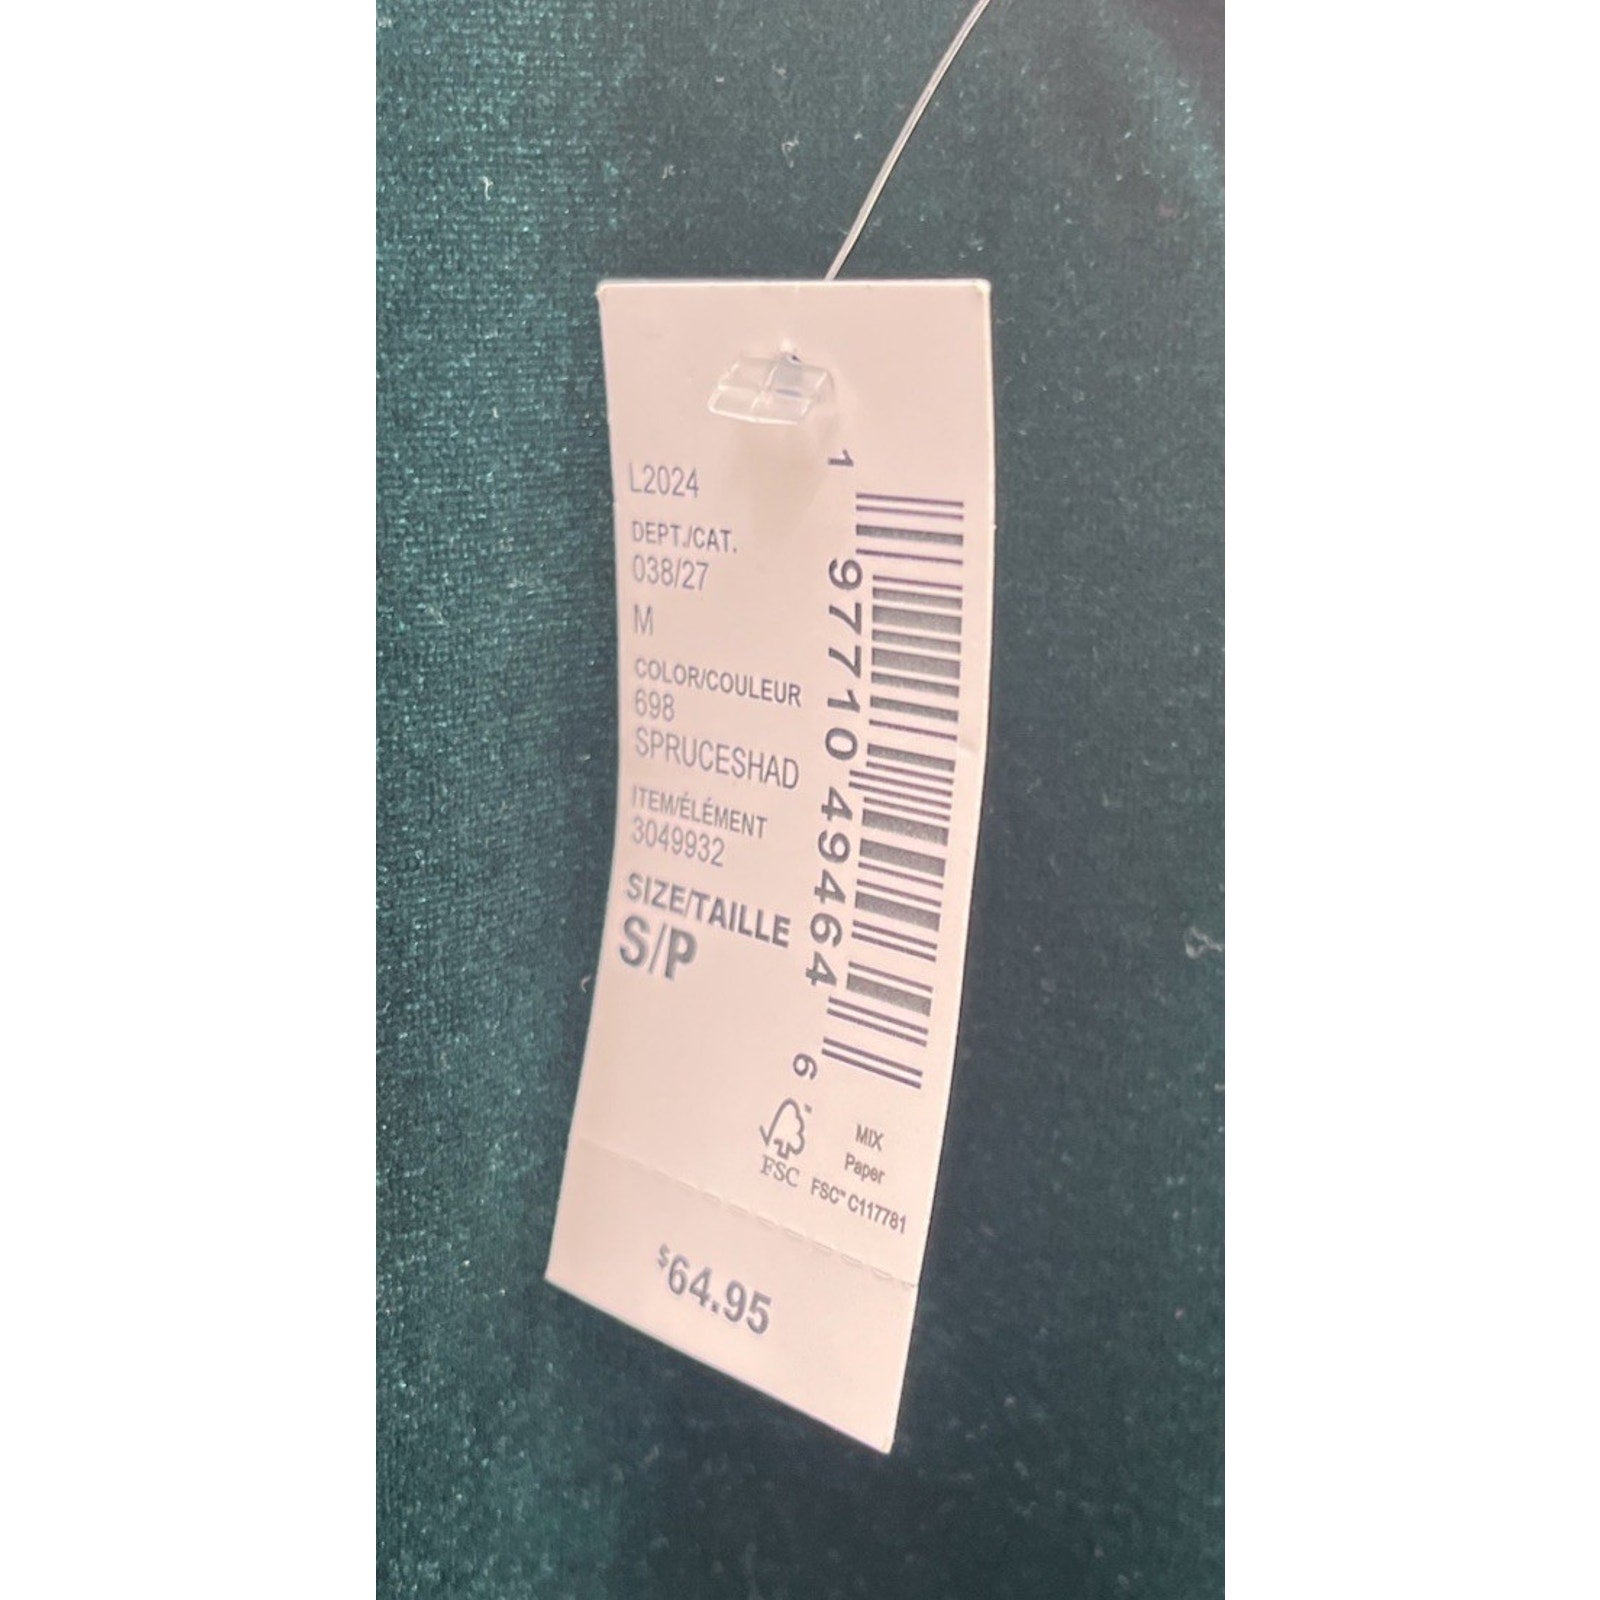 L2024
DEPT./CAT.
038/27
M
COLOR/COULEUR
698
SPRUCESHAD
ITEM/ÉLÉMENT
3049932
SIZE/TAILLE
S/P
1 97710 49464 6
FSC
MIX
Paper
FSC™ C117781
$64.95